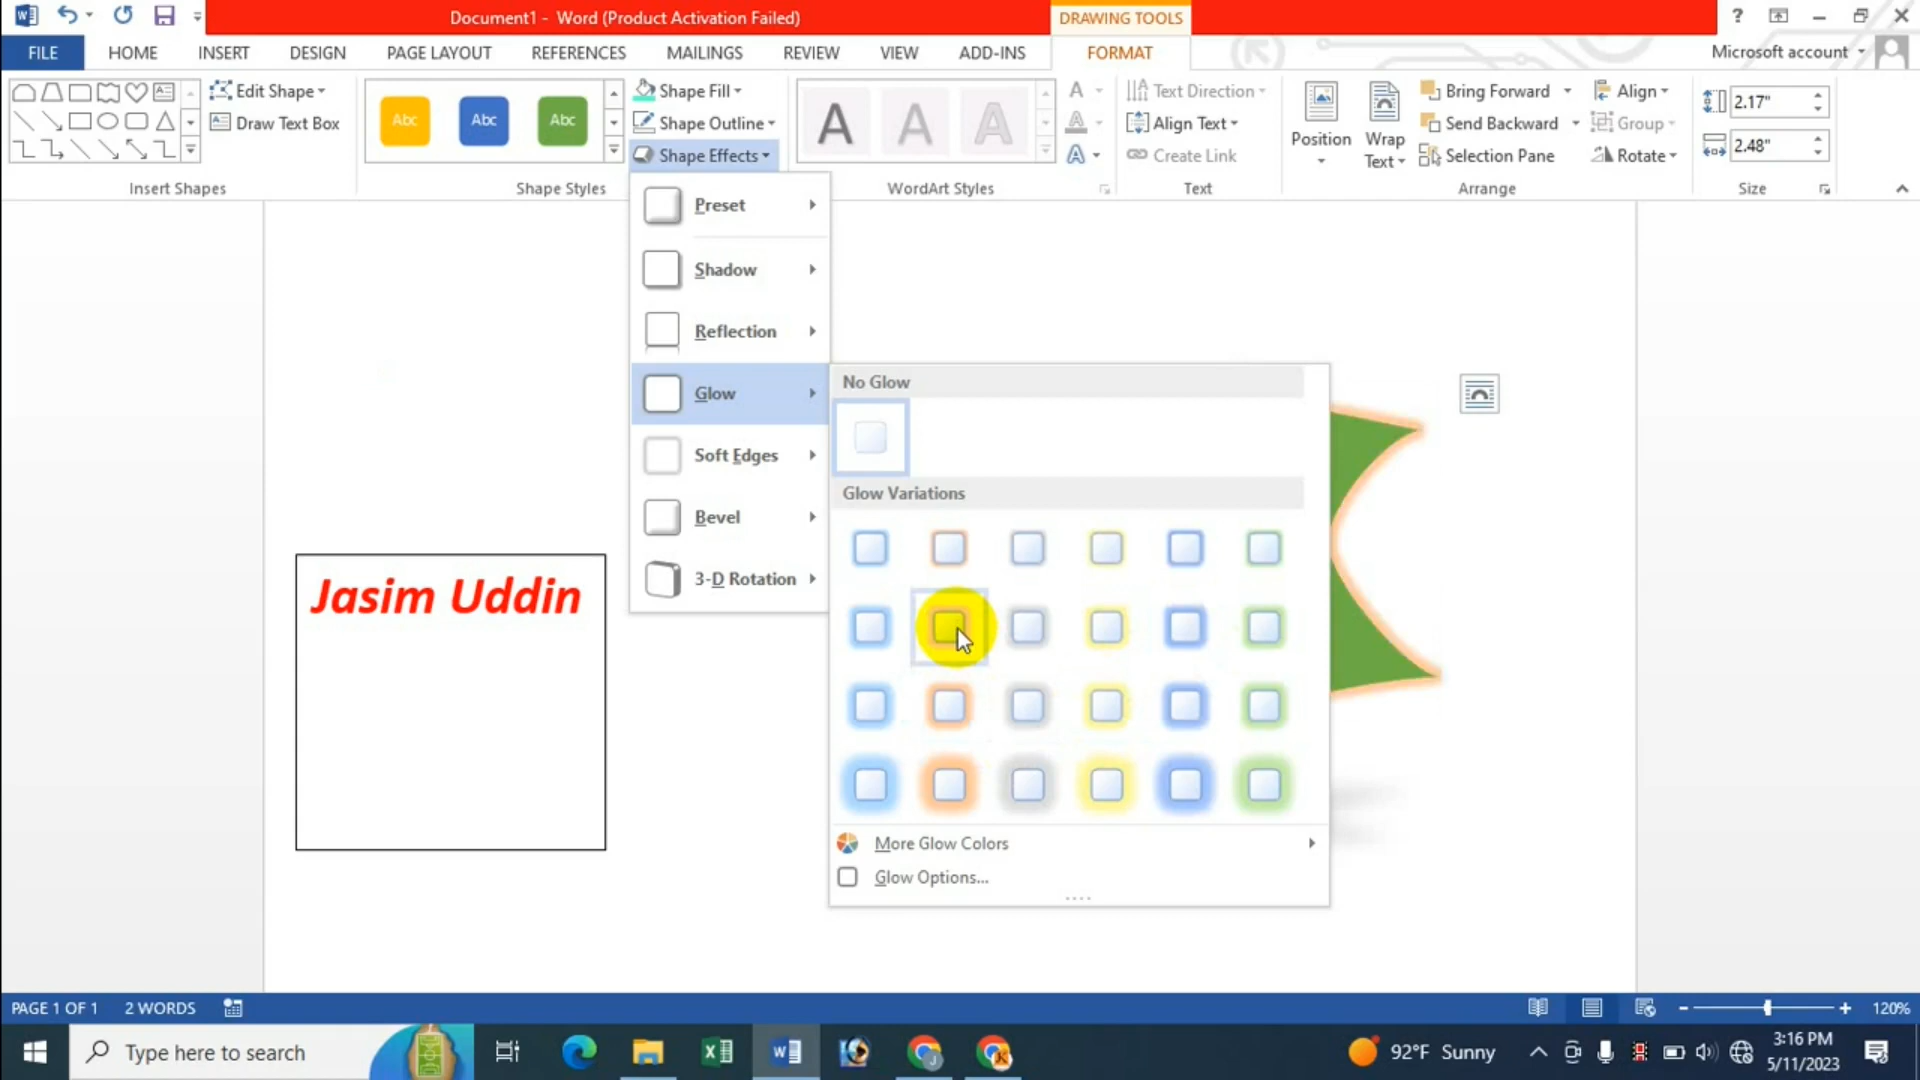 Document1 - Word (Product Activation Failed)
DRAWING TOOLS
?
FILE
HOME
INSERT
DESIGN
PAGE LAYOUT
REFERENCES
MAILINGS
REVIEW
VIEW
ADD-INS
FORMAT
Microsoft account
Edit Shape
Draw Text Box
Insert Shapes
Abc
Abc
Abc
Shape Fill
Shape Outline
Shape Effects
Shape Styles
A
A
A
WordArt Styles
Text Direction
Align Text
Create Link
Text
Position
Wrap
Text
Bring Forward
Send Backward
Selection Pane
Align
Group
Rotate
Arrange
2.17"
2.48"
Size
Preset
Shadow
Reflection
Glow
Soft Edges
Bevel
3-D Rotation
No Glow
Glow Variations
More Glow Colors
Glow Options...
Jasim Uddin
PAGE 1 OF 1
2 WORDS
120%
Type here to search
92°F Sunny
3:16 PM
5/11/2023